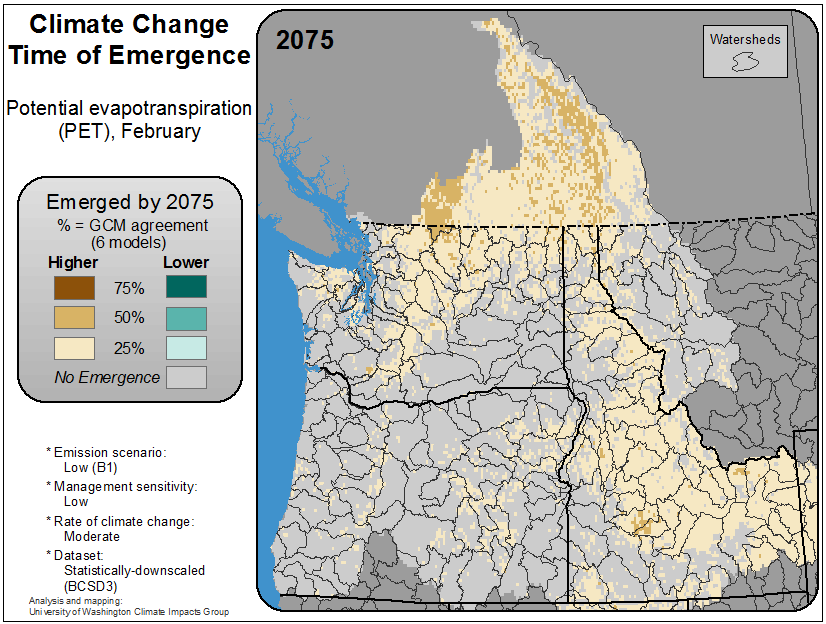 Climate Change
Time of Emergence
Potential evapotranspiration
(PET), February
Emerged by 2075
% = GCM agreement
(6 models)
Higher
Lower
75%
50%
25%
No Emergence
* Emission scenario:
Low (B1)
* Management sensitivity:
Low
* Rate of climate change:
Moderate
* Dataset:
Statistically-downscaled
(BCSD3)
Analysis and mapping:
University of Washington Climate Impacts Group
2075
Watersheds